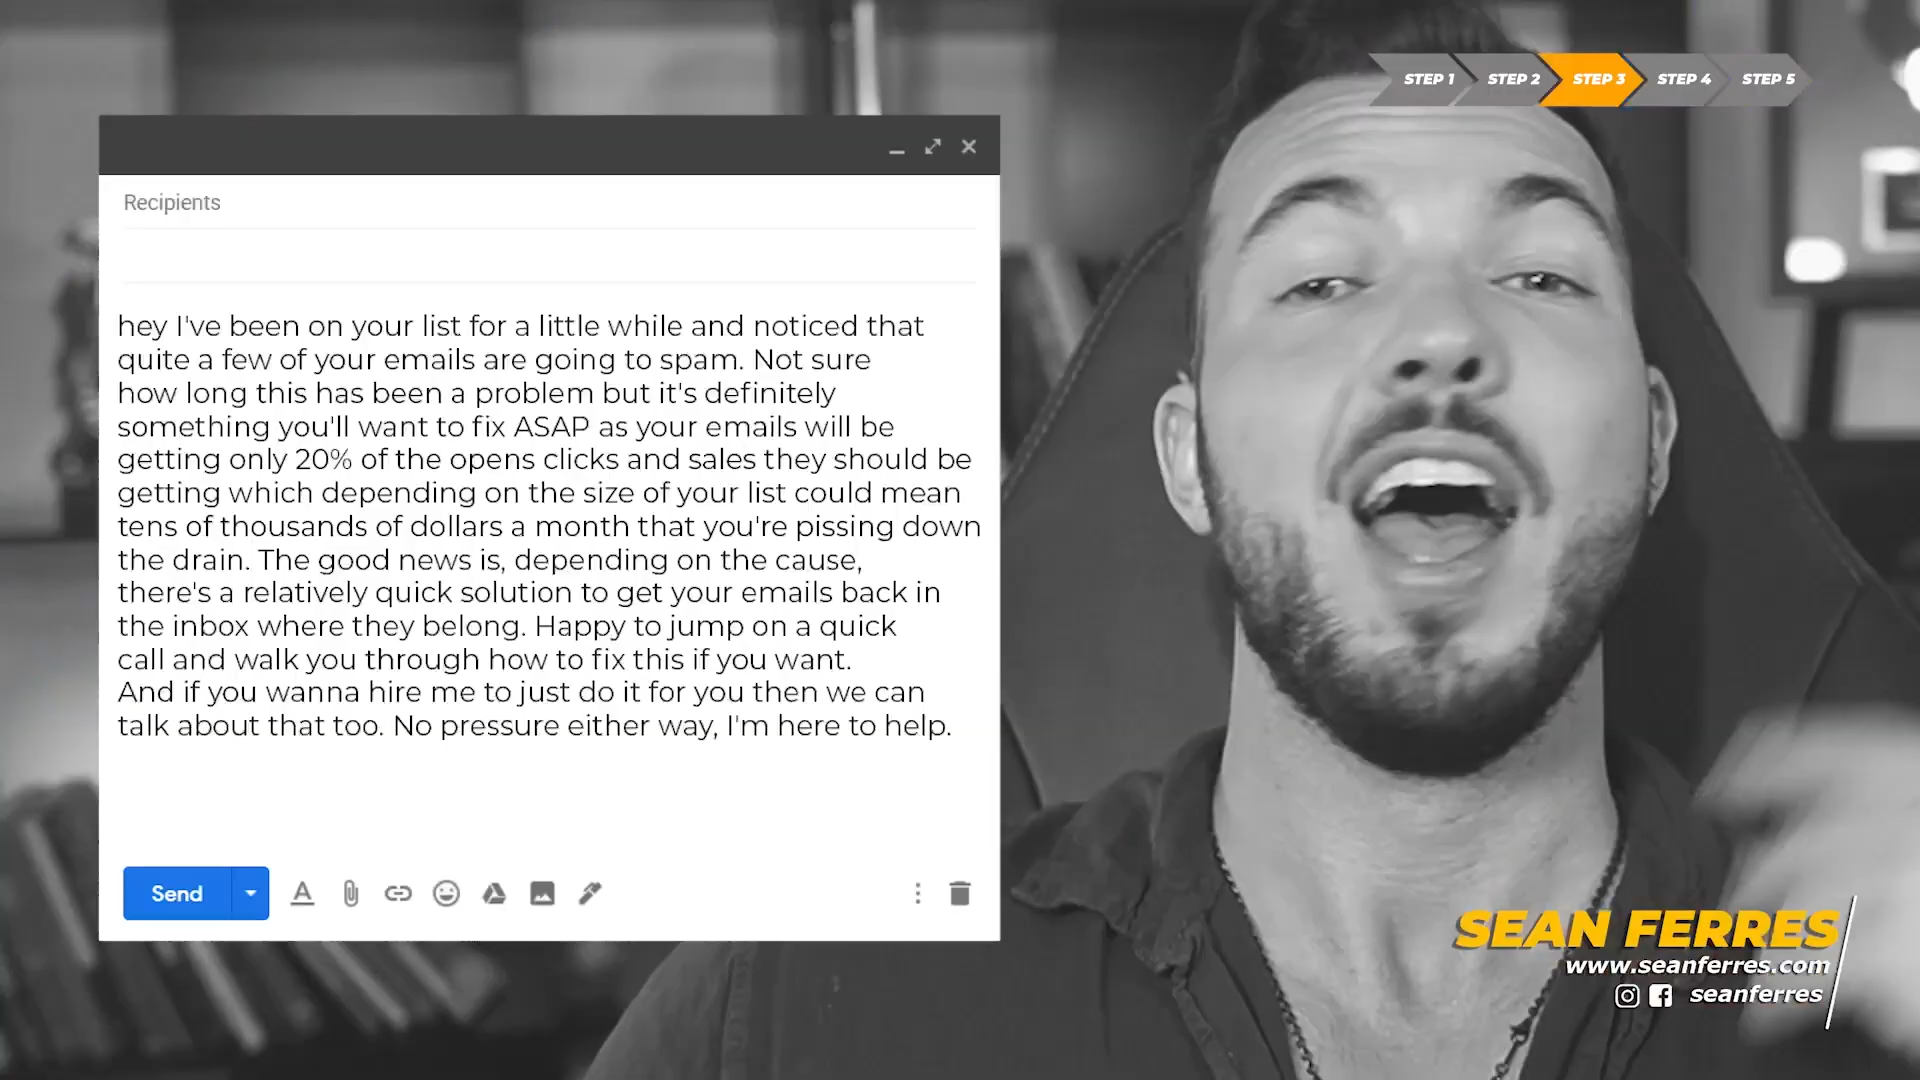 STEP 1 STEP 2 STEP 3 STEP 4 STEP 5
Recipients
hey I've been on your list for a little while and noticed that
quite a few of your emails are going to spam. Not sure
how long this has been a problem but it's definitely
something you'll want to fix ASAP as your emails will be
getting only 20% of the opens clicks and sales they should be
getting which depending on the size of your list could mean
tens of thousands of dollars a month that you're pissing down
the drain. The good news is, depending on the cause,
there's a relatively quick solution to get your emails back in
the inbox where they belong. Happy to jump on a quick
call and walk you through how to fix this if you want.
And if you wanna hire me to just do it for you then we can
talk about that too. No pressure either way, I'm here to help.
Send
SEAN FERRES
www.seanferres.com
seanferres